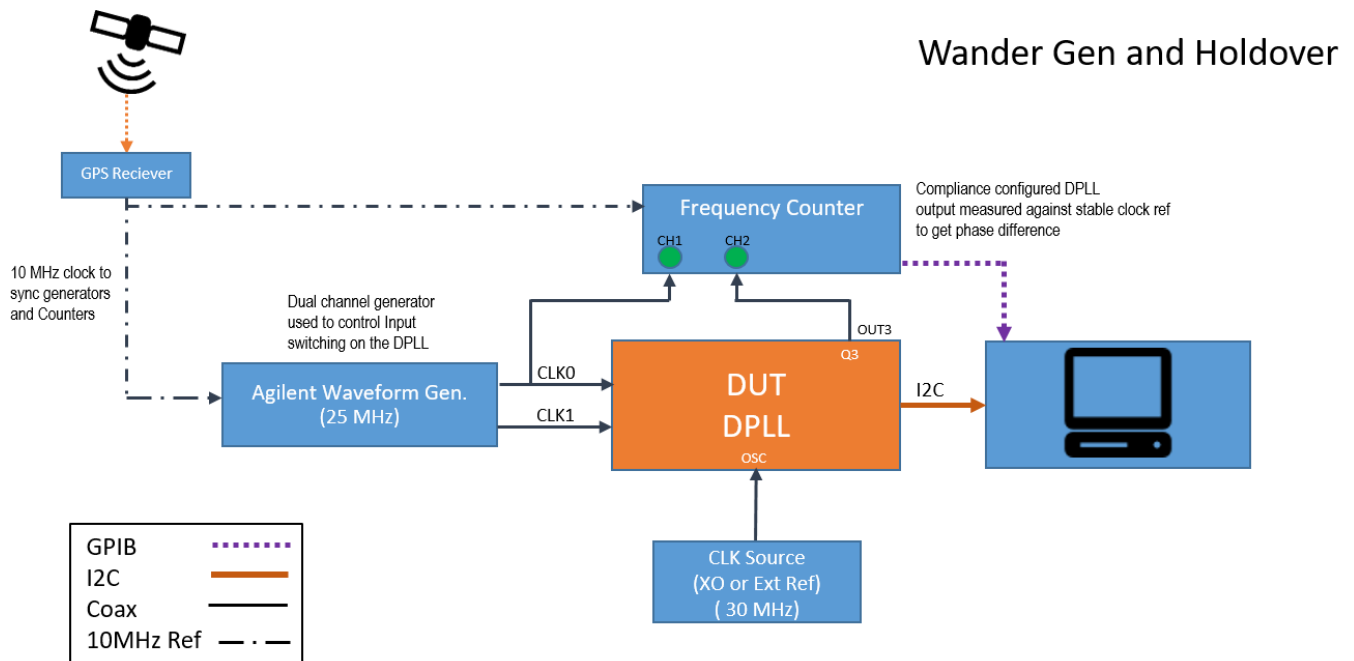 Wander Gen and Holdover
GPS Reciever
Frequency Counter
CH1
CH2
Compliance configured DPLL
output measured against stable clock ref
to get phase difference
10 MHz clock to
sync generators
and Counters
Dual channel generator
used to control Input
switching on the DPLL
OUT3
Q3
Agilent Waveform Gen.
(25 MHz)
CLK0
CLK1
DUT
DPLL
OSC
I2C
CLK Source
(XO or Ext Ref)
( 30 MHz)
GPIB
I2C
Coax
10MHz Ref